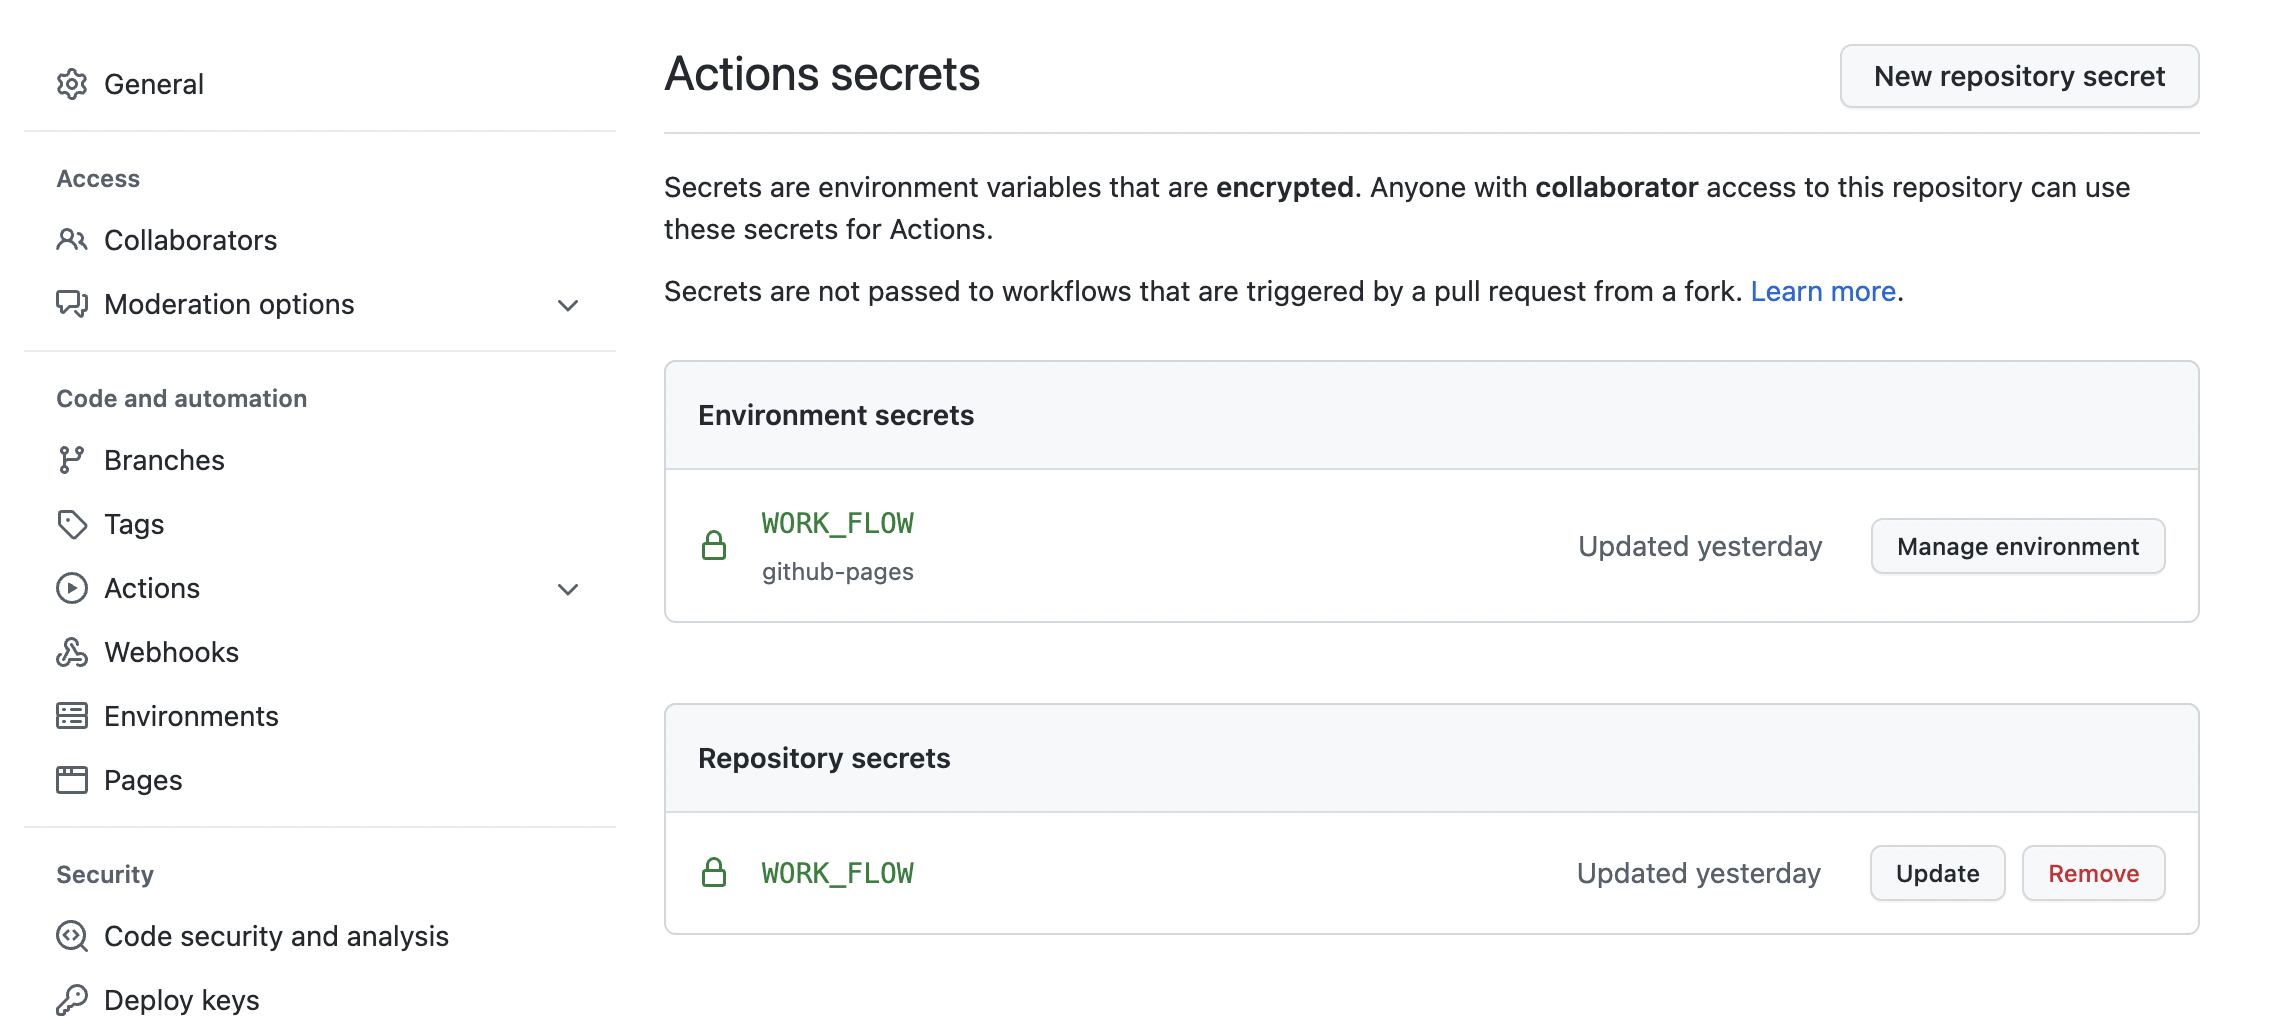 General
Access
Collaborators
Moderation options
Code and automation
Branches
Tags
Actions
Webhooks
Environments
Pages
Security
Code security and analysis
Deploy keys
Actions secrets
New repository secret
Secrets are environment variables that are encrypted. Anyone with collaborator access to this repository can use
these secrets for Actions.
Secrets are not passed to workflows that are triggered by a pull request from a fork. Learn more.
Environment secrets
WORK_FLOW
github-pages
Updated yesterday
Manage environment
Repository secrets
WORK_FLOW
Updated yesterday
Update
Remove